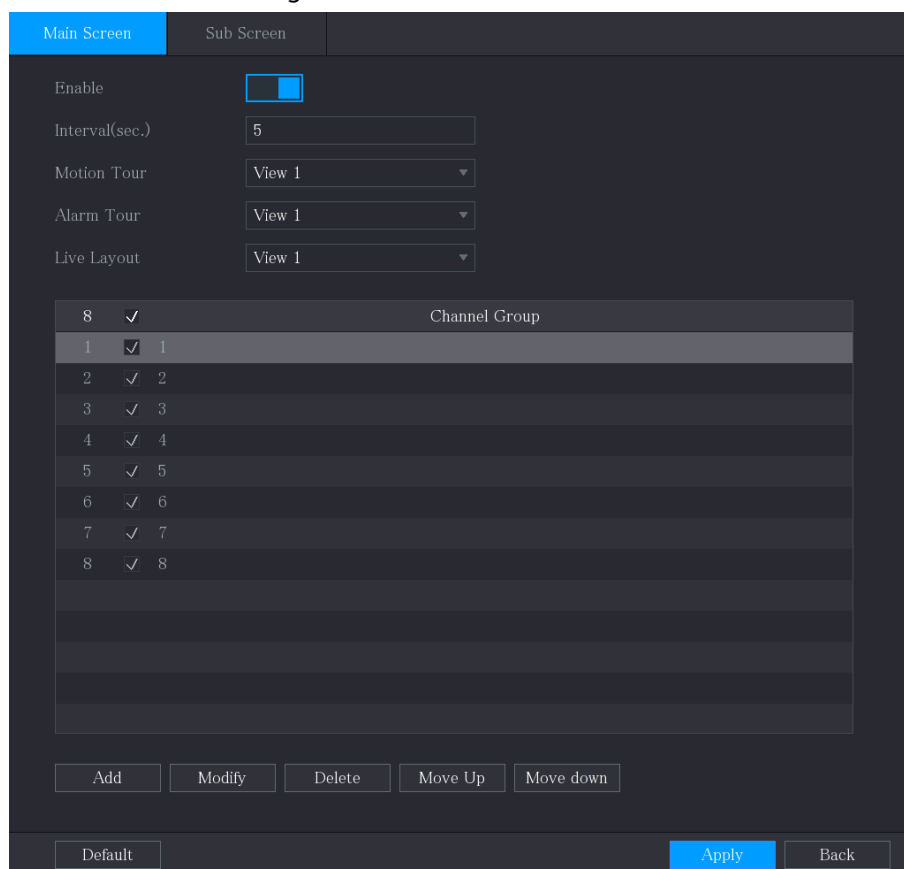 Main Screen Sub Screen
Enable
Interval(sec.) 5
Motion Tour View 1
Alarm Tour View 1
Live Layout View 1
8 Channel Group
1 1
2 2
3 3
4 4
5 5
6 6
7 7
8 8
Add Modify Delete Move Up Move down
Default Apply Back